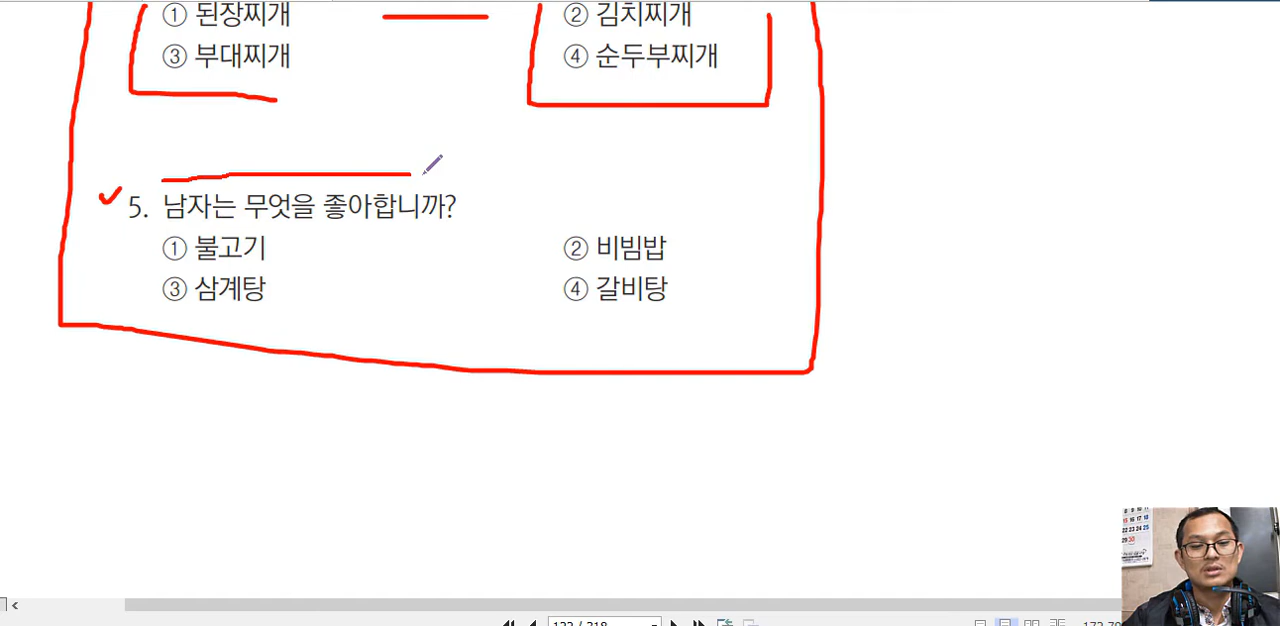 ① 된장찌개 ② 김치찌개
③ 부대찌개 ④ 순두부찌개
5. 남자는 무엇을 좋아합니까?
① 불고기 ② 비빔밥
③ 삼계탕 ④ 갈비탕